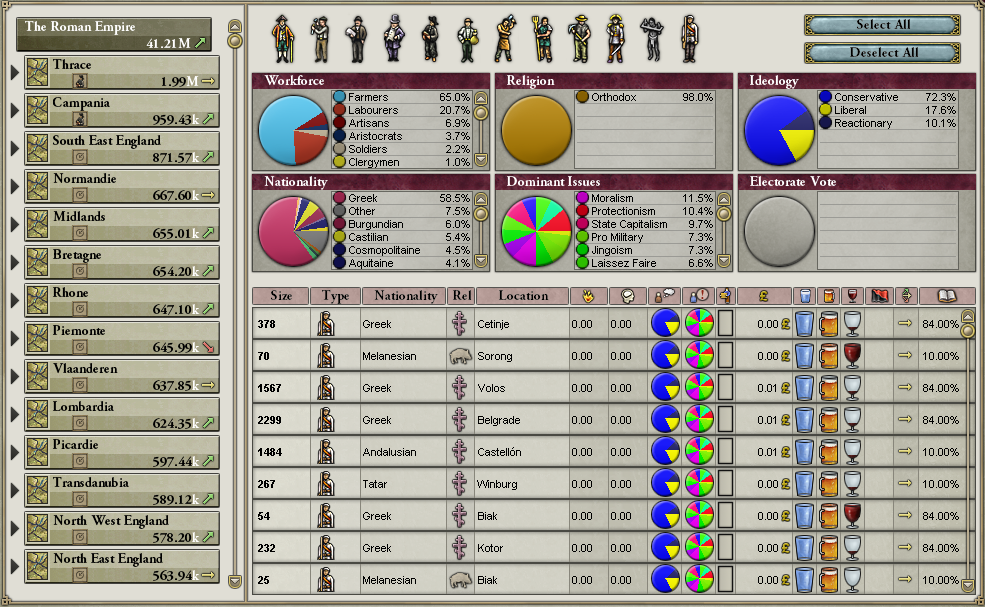 The Roman Empire
41.21M
Thrace
1.99M
Campania
959.43k
South East England
871.57k
Normandie
667.60k
Midlands
655.01k
Bretagne
654.20k
Rhone
647.10k
Piemonte
645.99k
Vlaanderen
637.85k
Lombardia
624.35k
Picardie
597.44k
Transdanubia
589.12k
North West England
578.20k
North East England
563.94k
Select All
Deselect All
Workforce
Farmers 65.0%
Labourers 20.7%
Artisans 6.9%
Aristocrats 3.7%
Soldiers 2.2%
Clergymen 1.0%
Religion
Orthodox 98.0%
Ideology
Conservative 72.3%
Liberal 17.6%
Reactionary 10.1%
Nationality
Greek 58.5%
Other 7.5%
Burgundian 6.0%
Castilian 5.4%
Cosmopolitaine 4.5%
Aquitaine 4.1%
Dominant Issues
Moralism 11.5%
Protectionism 10.4%
State Capitalism 9.7%
Pro Military 7.3%
Jingoism 7.3%
Laissez Faire 6.6%
Electorate Vote
Size Type Nationality Rel Location £
378 Greek Cetinje 0.00 0.00 0.00 £ 84.00%
70 Melanesian Sorong 0.00 0.00 0.00 £ 10.00%
1567 Greek Volos 0.00 0.00 0.01 £ 84.00%
2299 Greek Belgrade 0.00 0.00 0.01 £ 84.00%
1484 Andalusian Castellón 0.00 0.00 0.01 £ 10.00%
267 Tatar Winburg 0.00 0.00 0.00 £ 10.00%
54 Greek Biak 0.00 0.00 0.00 £ 84.00%
232 Greek Kotor 0.00 0.00 0.00 £ 84.00%
25 Melanesian Biak 0.00 0.00 0.00 £ 10.00%